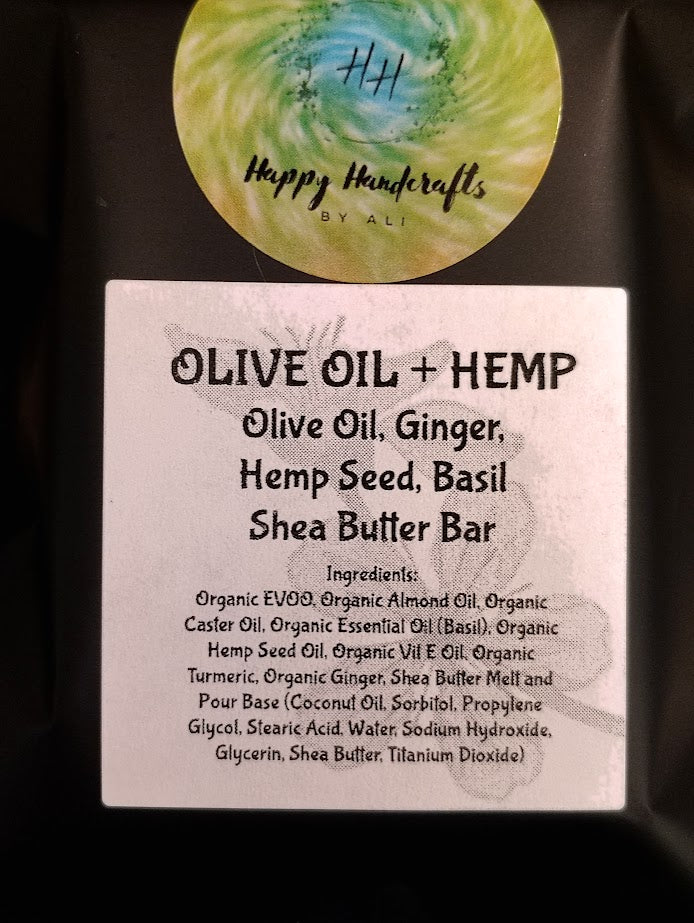 HH
Happy Handcrafts
BY ALI
OLIVE OIL + HEMP
Olive Oil, Ginger,
Hemp Seed, Basil
Shea Butter Bar
Ingredients:
Organic EVOO, Organic Almond Oil, Organic
Caster Oil, Organic Essential Oil (Basil), Organic
Hemp Seed Oil, Organic Vit E Oil, Organic
Turmeric, Organic Ginger, Shea Butter Melt and
Pour Base (Coconut Oil, Sorbitol, Propylene
Glycol, Stearic Acid, Water, Sodium Hydroxide,
Glycerin, Shea Butter, Titanium Dioxide)